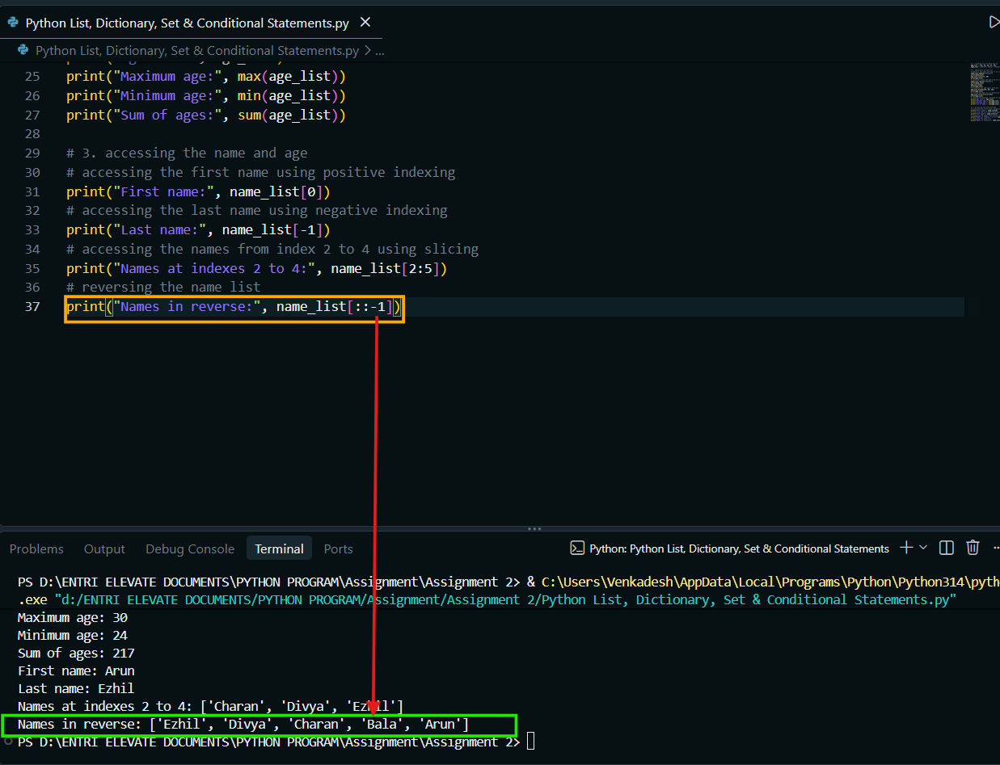 Python List, Dictionary, Set & Conditional Statements.py
Python List, Dictionary, Set & Conditional Statements.py > ...
25 print("Maximum age:", max(age_list))
26 print("Minimum age:", min(age_list))
27 print("Sum of ages:", sum(age_list))
28
29 # 3. accessing the name and age
30 # accessing the first name using positive indexing
31 print("First name:", name_list[0])
32 # accessing the last name using negative indexing
33 print("Last name:", name_list[-1])
34 # accessing the names from index 2 to 4 using slicing
35 print("Names at indexes 2 to 4:", name_list[2:5])
36 # reversing the name list
37 print("Names in reverse:", name_list[::-1])
Problems Output Debug Console Terminal Ports Python: Python List, Dictionary, Set & Conditional Statements
PS D:\ENTRI ELEVATE DOCUMENTS\PYTHON PROGRAM\Assignment\Assignment 2> & C:\Users\Venkadesh\AppData\Local\Programs\Python\Python314\pyth
.exe "d:/ENTRI ELEVATE DOCUMENTS/PYTHON PROGRAM/Assignment/Assignment 2/Python List, Dictionary, Set & Conditional Statements.py"
Maximum age: 30
Minimum age: 24
Sum of ages: 217
First name: Arun
Last name: Ezhil
Names at indexes 2 to 4: ['Charan', 'Divya', 'Ezhil']
Names in reverse: ['Ezhil', 'Divya', 'Charan', 'Bala', 'Arun']
PS D:\ENTRI ELEVATE DOCUMENTS\PYTHON PROGRAM\Assignment\Assignment 2>